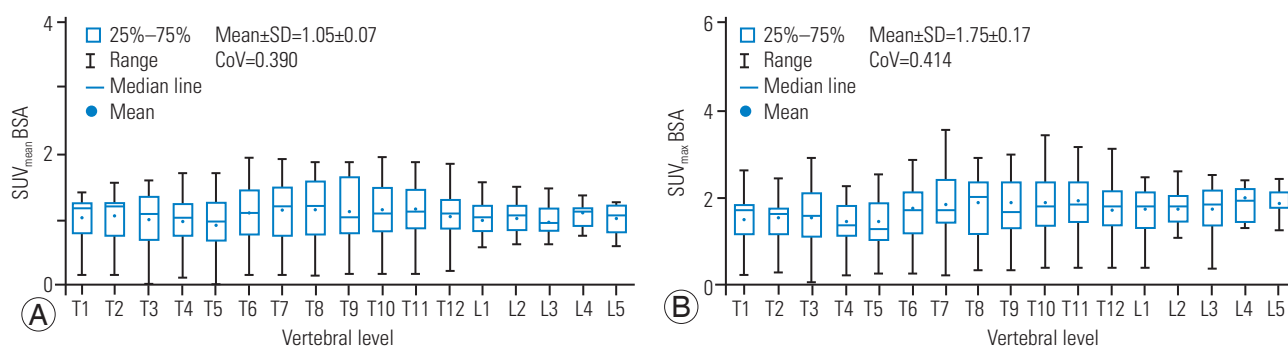 4
2
0
SUVmean BSA
25%–75% Mean±SD=1.05±0.07
Range CoV=0.390
Median line
Mean
T1 T2 T3 T4 T5 T6 T7 T8 T9 T10 T11 T12 L1 L2 L3 L4 L5
Vertebral level
A
6
4
2
0
SUVmax BSA
25%–75% Mean±SD=1.75±0.17
Range CoV=0.414
Median line
Mean
T1 T2 T3 T4 T5 T6 T7 T8 T9 T10 T11 T12 L1 L2 L3 L4 L5
Vertebral level
B